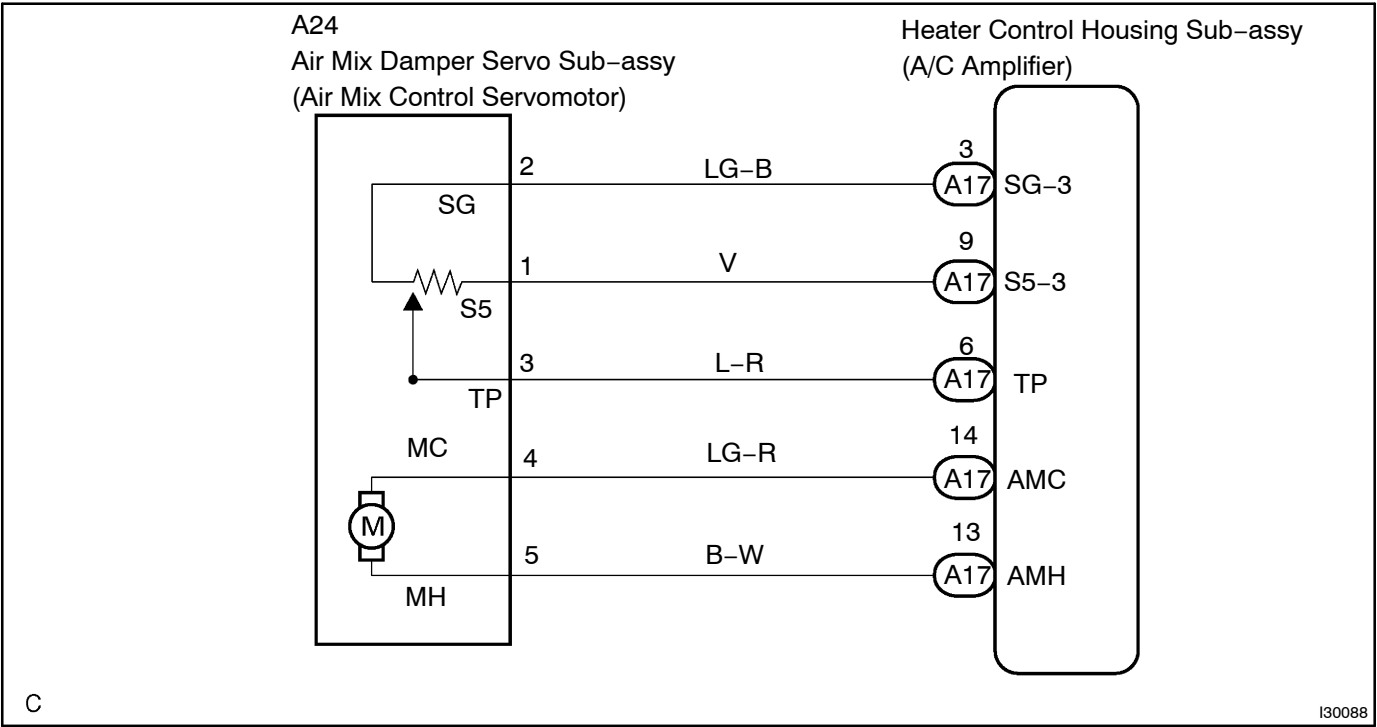 A24
Air Mix Damper Servo Sub−assy
(Air Mix Control Servomotor)
Heater Control Housing Sub−assy
(A/C Amplifier)
2
LG−B
3
A17
SG−3
SG
1
V
9
A17
S5−3
S5
3
L−R
6
A17
TP
TP
MC
4
LG−R
14
A17
AMC
M
5
B−W
13
A17
AMH
MH
C
I30088